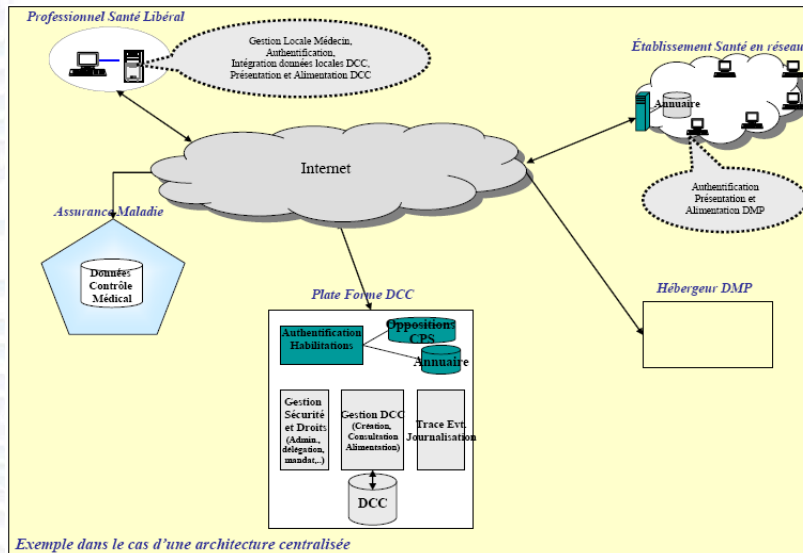 Professionnel Santé Libéral
Gestion Locale Médecin,
Authentification,
Intégration données locales DCC,
Présentation et Alimentation DCC
Établissement Santé en réseau
Annuaire
Internet
Authentification
Présentation et
Alimentation DMP
Assurance Maladie
Données
Contrôle
Médical
Plate Forme DCC
Hébergeur DMP
Authentification
Habilitations
Oppositions
CPS
Annuaire
Gestion
Sécurité
et Droits
(Admin.,
délégation,
mandat,..)
Gestion DCC
(Création,
Consultation
Alimentation)
Trace Evt.
Journalisation
DCC
Exemple dans le cas d'une architecture centralisée